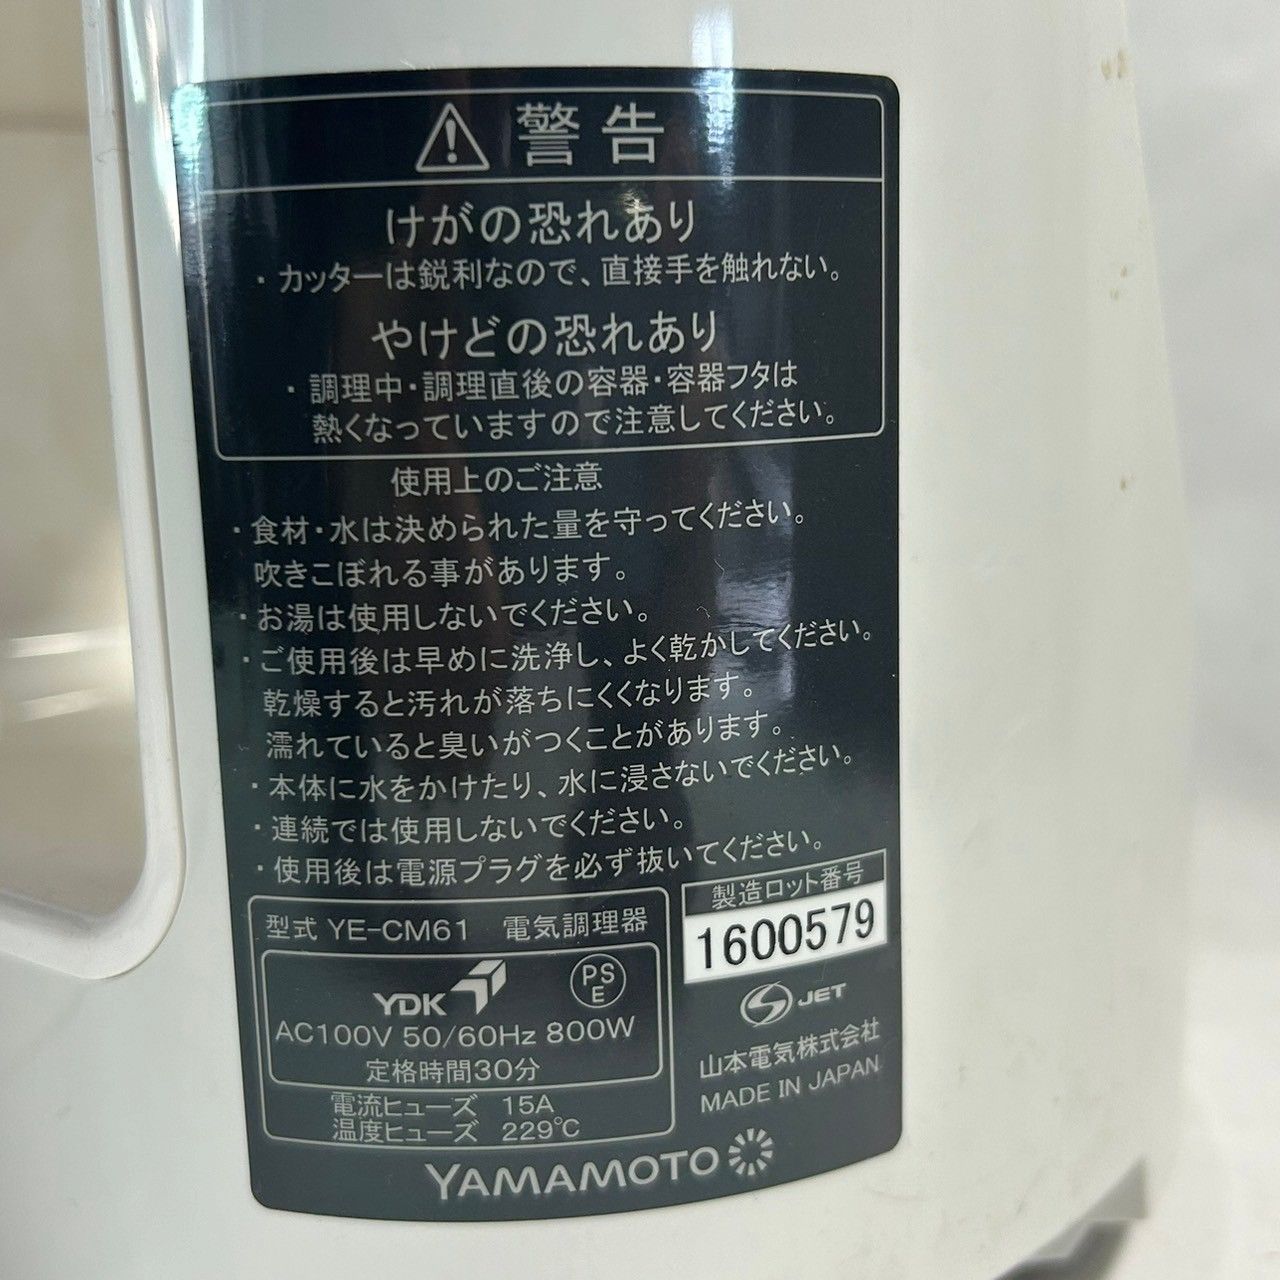 警告
けがの恐れあり
・カッターは鋭利なので、直接手を触れない。
やけどの恐れあり
・調理中・調理直後の容器・容器フタは
熱くなっていますので注意してください。
使用上のご注意
・食材・水は決められた量を守ってください。
吹きこぼれる事があります。
・お湯は使用しないでください。
・ご使用後は早めに洗浄し、よく乾かしてください。
乾燥すると汚れが落ちにくくなります。
濡れていると臭いがつくことがあります。
・本体に水をかけたり、水に浸さないでください。
・連続では使用しないでください。
・使用後は電源プラグを必ず抜いてください。
型式 YE-CM61 電気調理器
YDK
PS
E
AC100V 50/60Hz 800W
定格時間30分
電流ヒューズ 15A
温度ヒューズ 229℃
製造ロット番号
1600579
S JET
山本電気株式会社
MADE IN JAPAN
YAMAMOTO